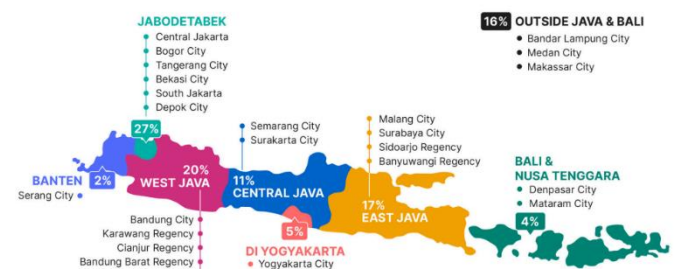 JABODETABEK
Central Jakarta
Bogor City
Tangerang City
Bekasi City
South Jakarta
Depok City
27%
16% OUTSIDE JAVA & BALI
Bandar Lampung City
Medan City
Makassar City
BANTEN
2%
Serang City
20%
WEST JAVA
Bandung City
Karawang Regency
Cianjur Regency
Bandung Barat Regency
Semarang City
Surakarta City
11%
CENTRAL JAVA
5%
DI YOGYAKARTA
Yogyakarta City
Malang City
Surabaya City
Sidoarjo Regency
Banyuwangi Regency
17%
EAST JAVA
BALI &
NUSA TENGGARA
Denpasar City
Mataram City
4%